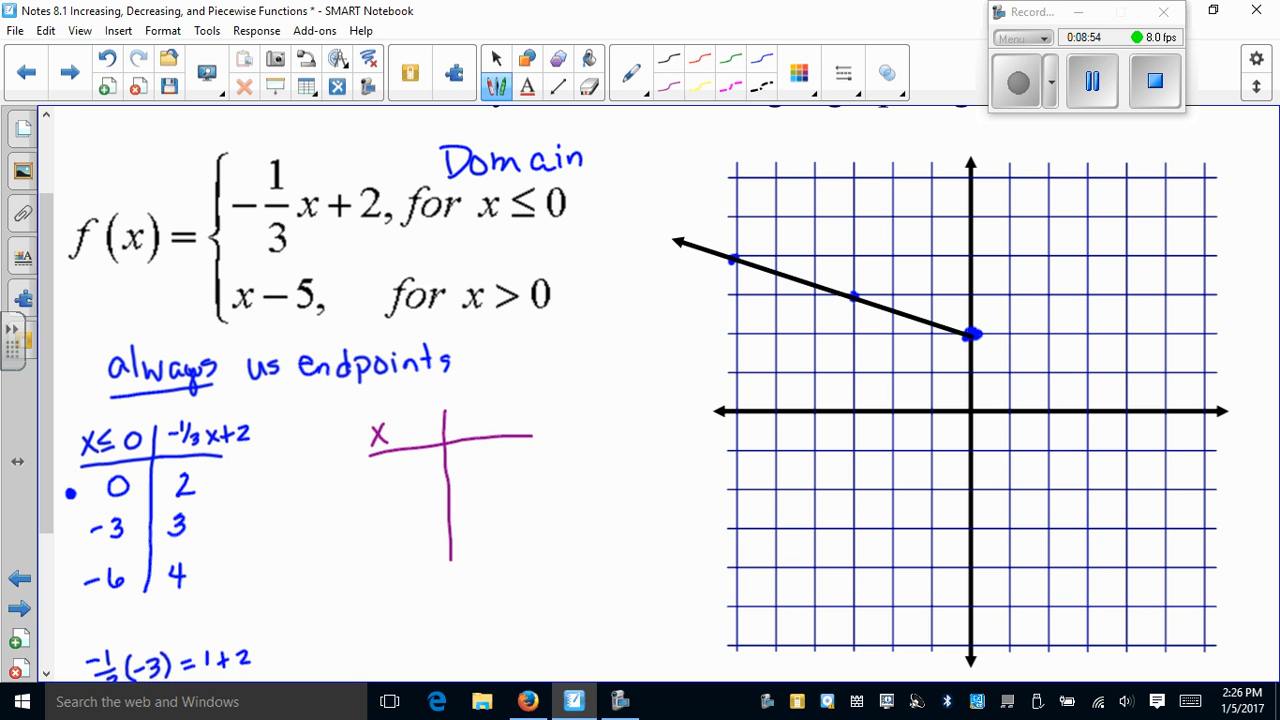 Notes 8.1 Increasing, Decreasing, and Piecewise Functions * - SMART Notebook
Record...
File Edit View Insert Format Tools Response Add-ons Help
Menu 0:08:54 8.0 fps
Domain
f(x) = { -1/3 x + 2, for x ≤ 0
x - 5, for x > 0
always us endpoints
x ≤ 0 | -1/3 x+2
0 | 2
-3 | 3
-6 | 4
x
(-3) = 1 + 2
Search the web and Windows
2:26 PM
1/5/2017